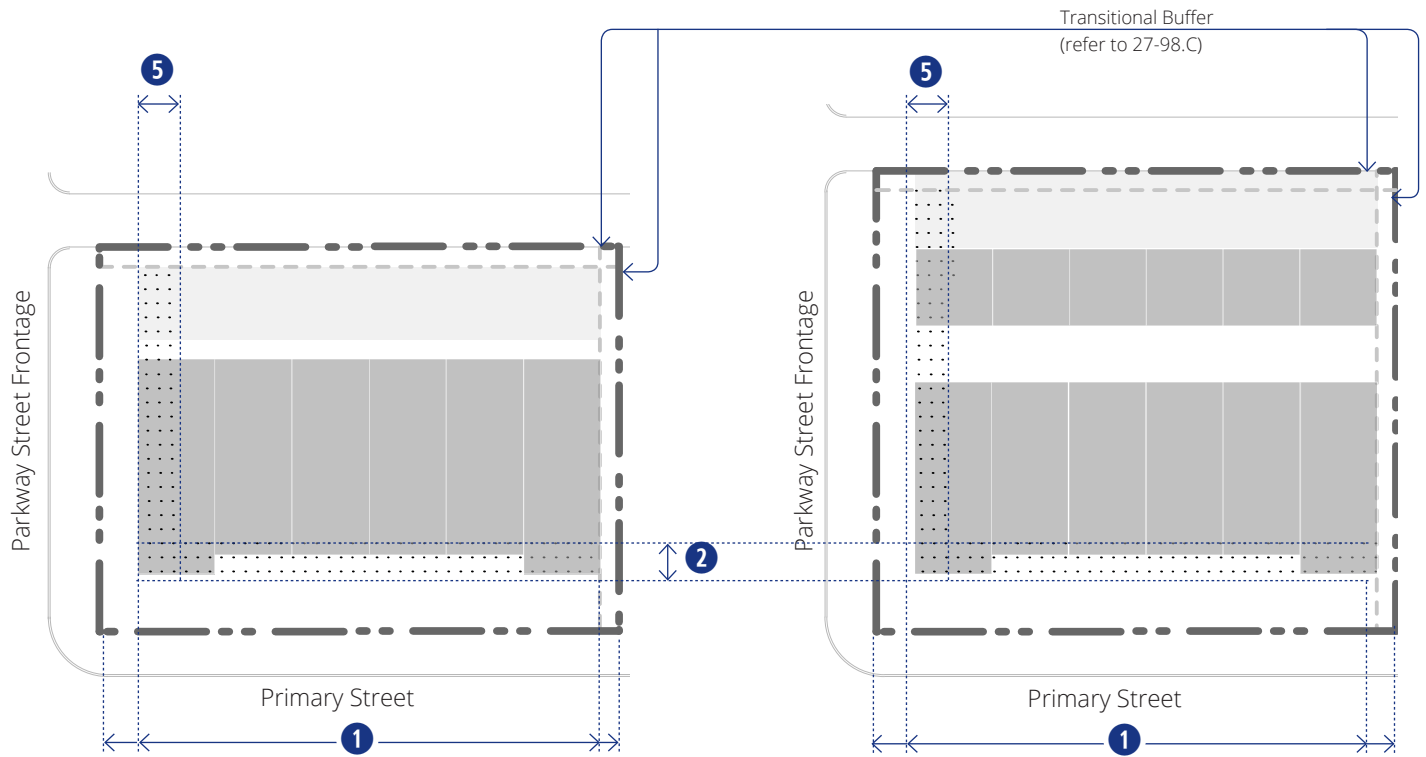 Transitional Buffer
(refer to 27-98.C)
5
5
Parkway Street Frontage
Parkway Street Frontage
2
Primary Street
Primary Street
1
1